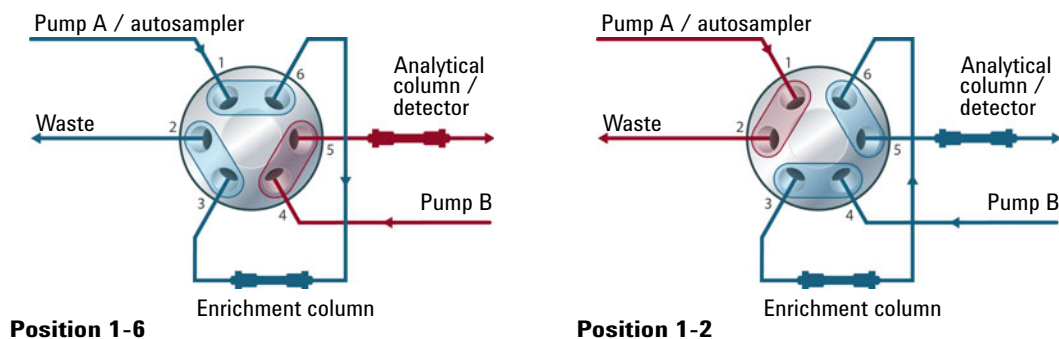 Pump A / autosampler
1
6
Analytical
column /
detector
Waste
2
5
3
4
Pump B
Enrichment column
Position 1-6
Pump A / autosampler
1
6
Analytical
column /
detector
Waste
2
5
3
4
Pump B
Enrichment column
Position 1-2